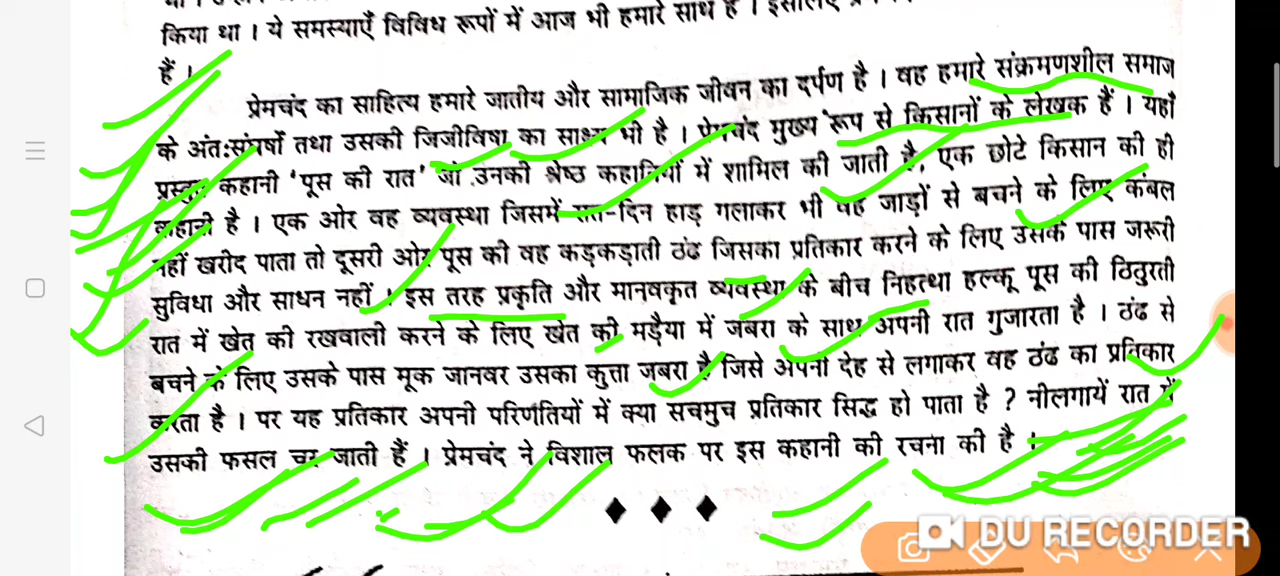 किया था । ये समस्याएँ विविध रूपों में आज भी हमारे साथ हैं ।
हैं ।
प्रेमचंद का साहित्य हमारे जातीय और सामाजिक जीवन का दर्पण है । वह हमारे संक्रमणशील समाज
के अंत:संघर्षों तथा उसकी जिजीविषा का साक्ष्य भी है । प्रेमचंद मुख्य रूप से किसानों के लेखक हैं । यहाँ
प्रस्तुत कहानी 'पूस की रात' जो उनकी श्रेष्ठ कहानियों में शामिल की जाती है, एक छोटे किसान की ही
कहानी है । एक ओर वह व्यवस्था जिसमें रात-दिन हाड़ गलाकर भी वह जाड़ों से बचने के लिए कंबल
नहीं खरीद पाता तो दूसरी ओर पूस की वह कड़कड़ाती ठंढ जिसका प्रतिकार करने के लिए उसके पास जरूरी
सुविधा और साधन नहीं । इस तरह प्रकृति और मानवकृत व्यवस्था के बीच निहत्था हल्कू पूस की ठिठुरती
रात में खेत की रखवाली करने के लिए खेत की मड़ैया में जबरा के साथ अपनी रात गुजारता है । ठंढ से
बचने के लिए उसके पास मूक जानवर उसका कुत्ता जबरा है जिसे अपनी देह से लगाकर वह ठंढ का प्रतिकार
करता है । पर यह प्रतिकार अपनी परिणतियों में क्या सचमुच प्रतिकार सिद्ध हो पाता है ? नीलगायें रात में
उसकी फसल चर जाती हैं । प्रेमचंद ने विशाल फलक पर इस कहानी की रचना की है ।
DU RECORDER